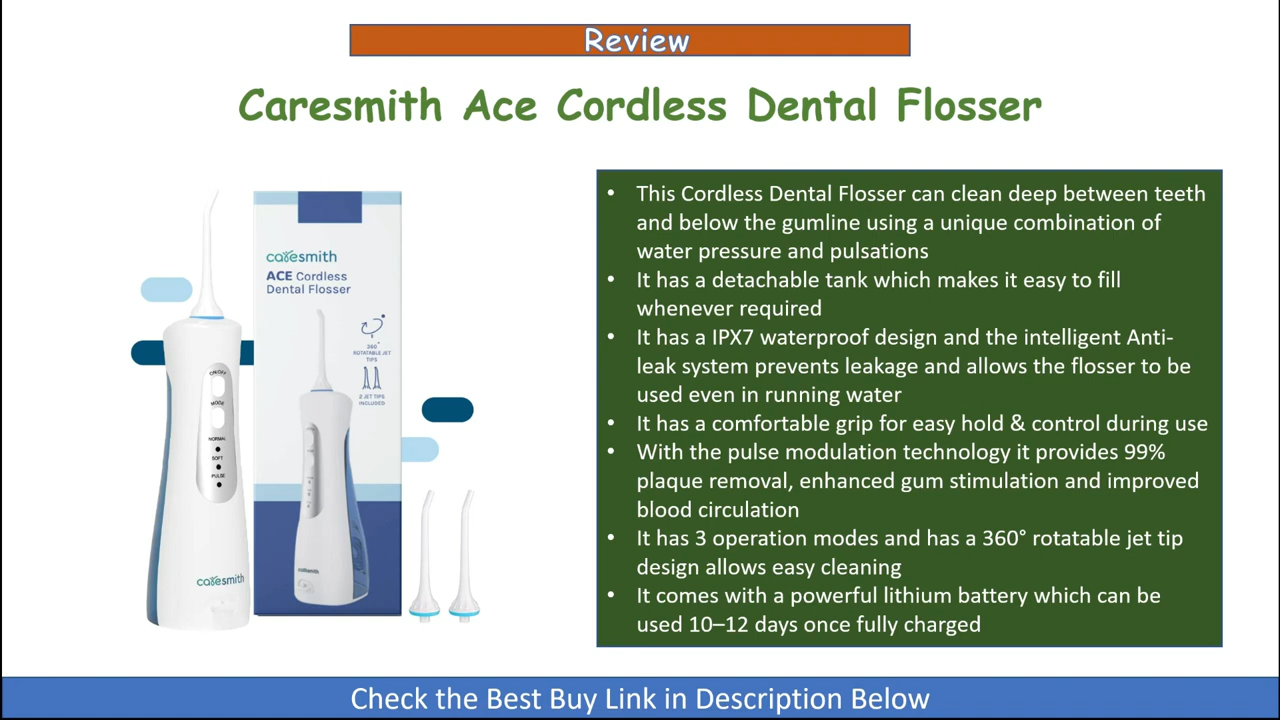 Review
Caresmith Ace Cordless Dental Flosser
caresmith
ACE Cordless
Dental Flosser
360°
ROTATABLE JET
TIPS
2 JET TIPS
INCLUDED
ON/OFF
MODE
NORMAL
SOFT
PULSE
caresmith
caresmith
• This Cordless Dental Flosser can clean deep between teeth
and below the gumline using a unique combination of
water pressure and pulsations
• It has a detachable tank which makes it easy to fill
whenever required
• It has a IPX7 waterproof design and the intelligent Anti-
leak system prevents leakage and allows the flosser to be
used even in running water
• It has a comfortable grip for easy hold & control during use
• With the pulse modulation technology it provides 99%
plaque removal, enhanced gum stimulation and improved
blood circulation
• It has 3 operation modes and has a 360° rotatable jet tip
design allows easy cleaning
• It comes with a powerful lithium battery which can be
used 10–12 days once fully charged
Check the Best Buy Link in Description Below